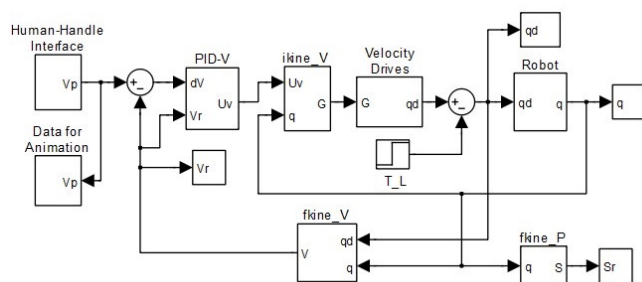 Human-Handle
Interface
Vp
Data for
Animation
Vp
+
−
PID-V
dV
Vr
Uv
Vr
ikine_V
Uv
q
G
Velocity
Drives
G
qd
+
−
T_L
qd
Robot
qd
q
q
fkine_V
V
qd
q
fkine_P
q
S
Sr